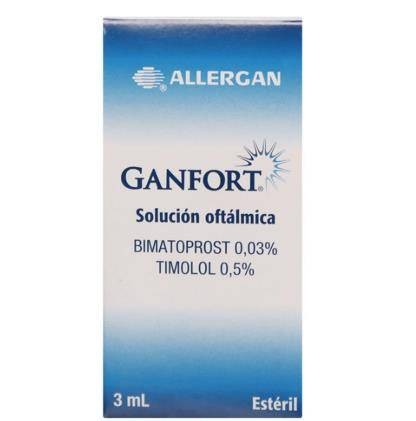 ALLERGAN
GANFORT®
Solución oftálmica
BIMATOPROST 0,03%
TIMOLOL 0,5%
3 mL Estéril